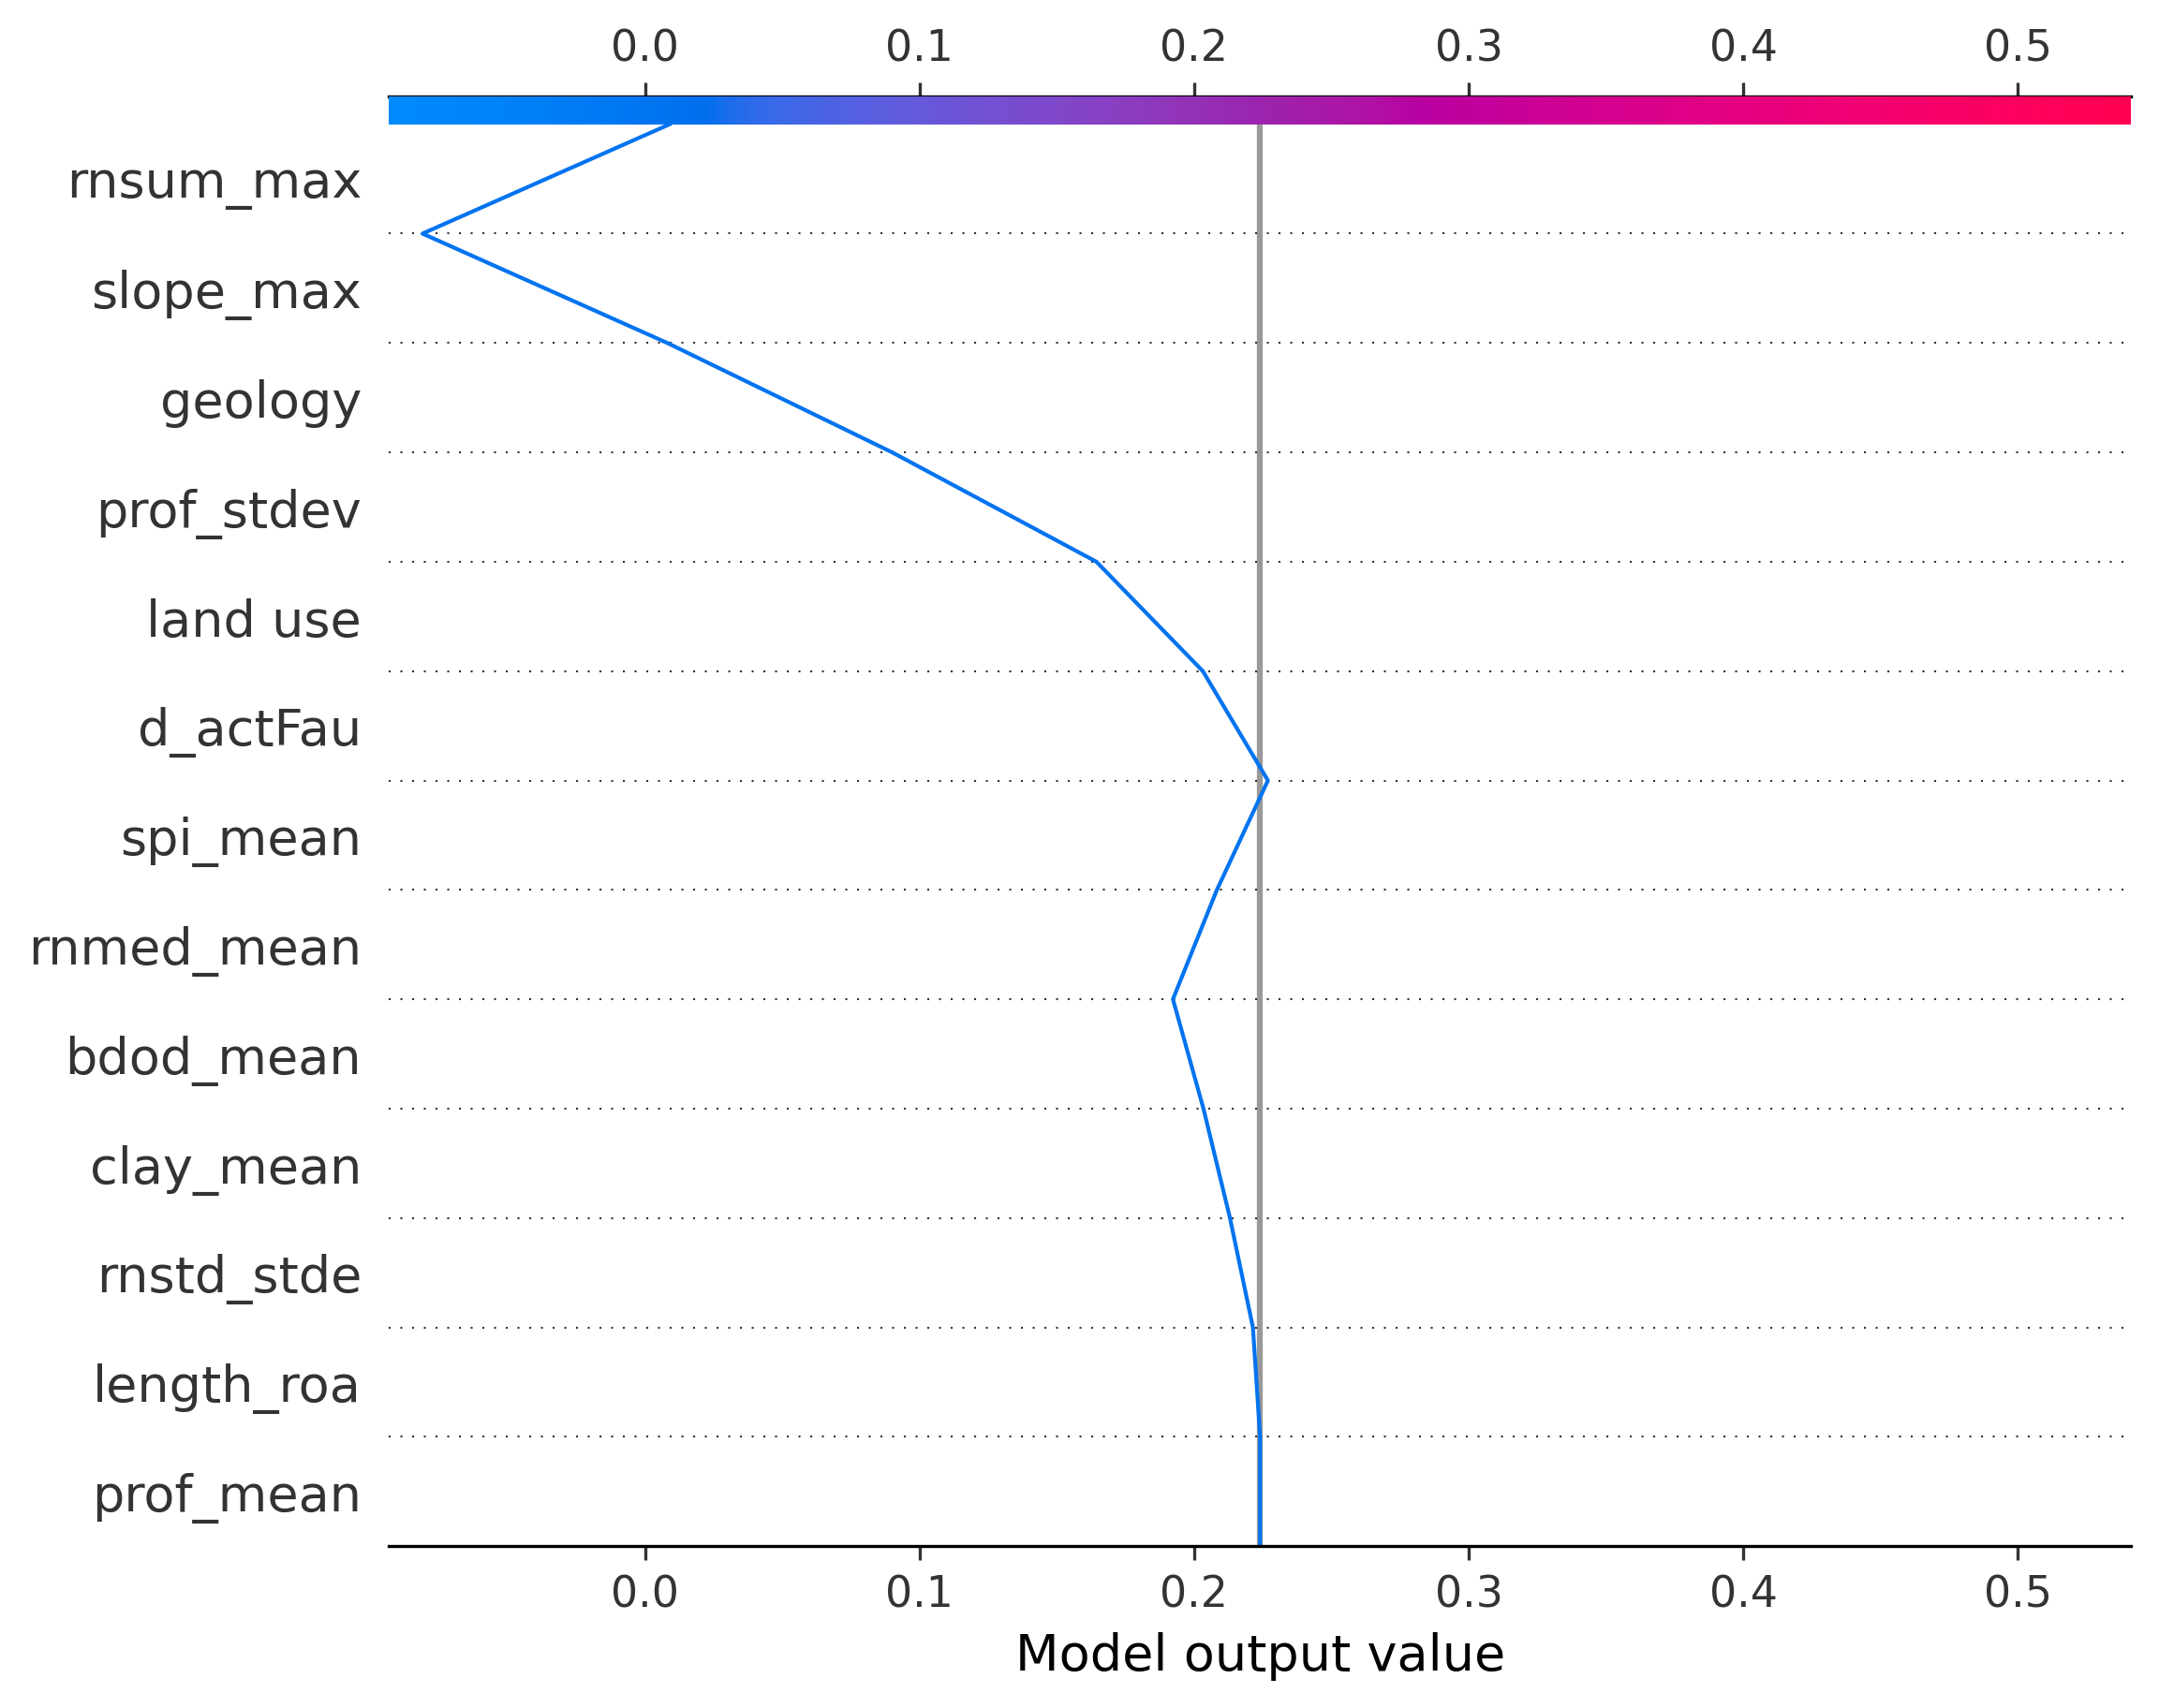 0.0 0.1 0.2 0.3 0.4 0.5
rnsum_max
slope_max
geology
prof_stdev
land use
d_actFau
spi_mean
rnmed_mean
bdod_mean
clay_mean
rnstd_stde
length_roa
prof_mean
0.0 0.1 0.2 0.3 0.4 0.5
Model output value